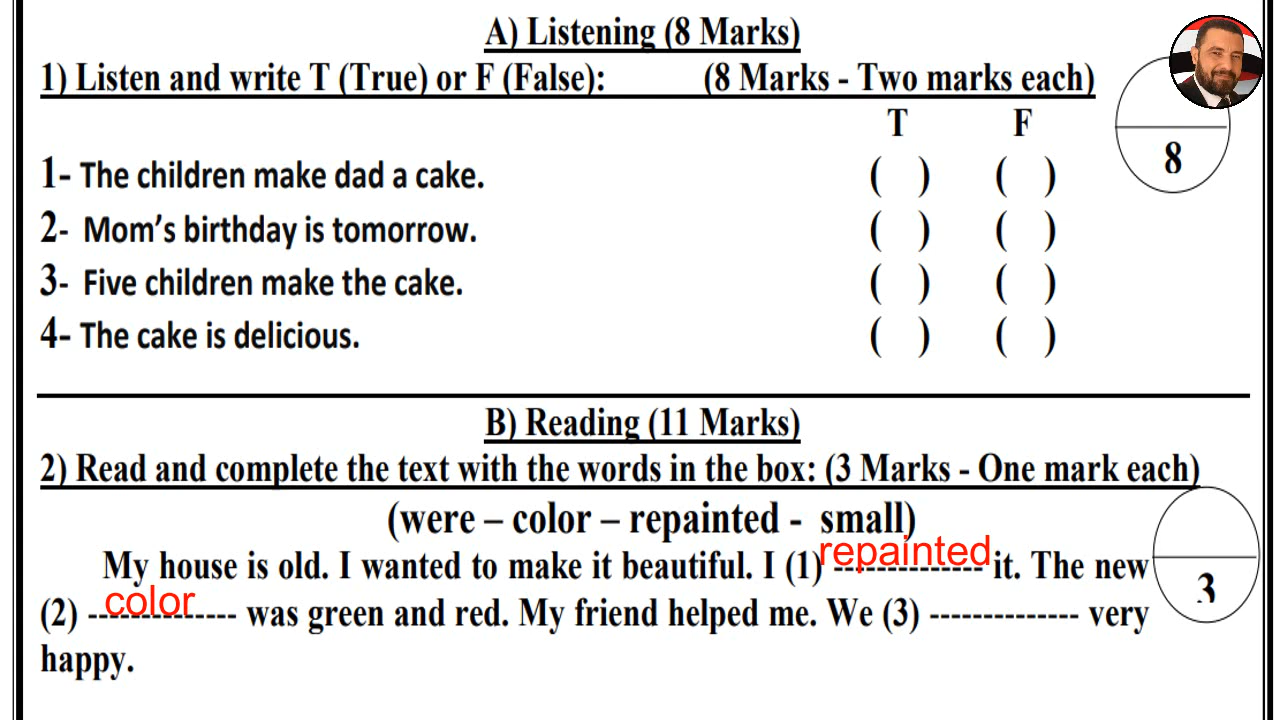 A) Listening (8 Marks)
1) Listen and write T (True) or F (False): (8 Marks - Two marks each)
T F
8
1- The children make dad a cake. ( ) ( )
2- Mom’s birthday is tomorrow. ( ) ( )
3- Five children make the cake. ( ) ( )
4- The cake is delicious. ( ) ( )
B) Reading (11 Marks)
2) Read and complete the text with the words in the box: (3 Marks - One mark each)
(were – color – repainted - small)
My house is old. I wanted to make it beautiful. I (1) repainted it. The new
(2) color was green and red. My friend helped me. We (3) -------------- very
happy.
3